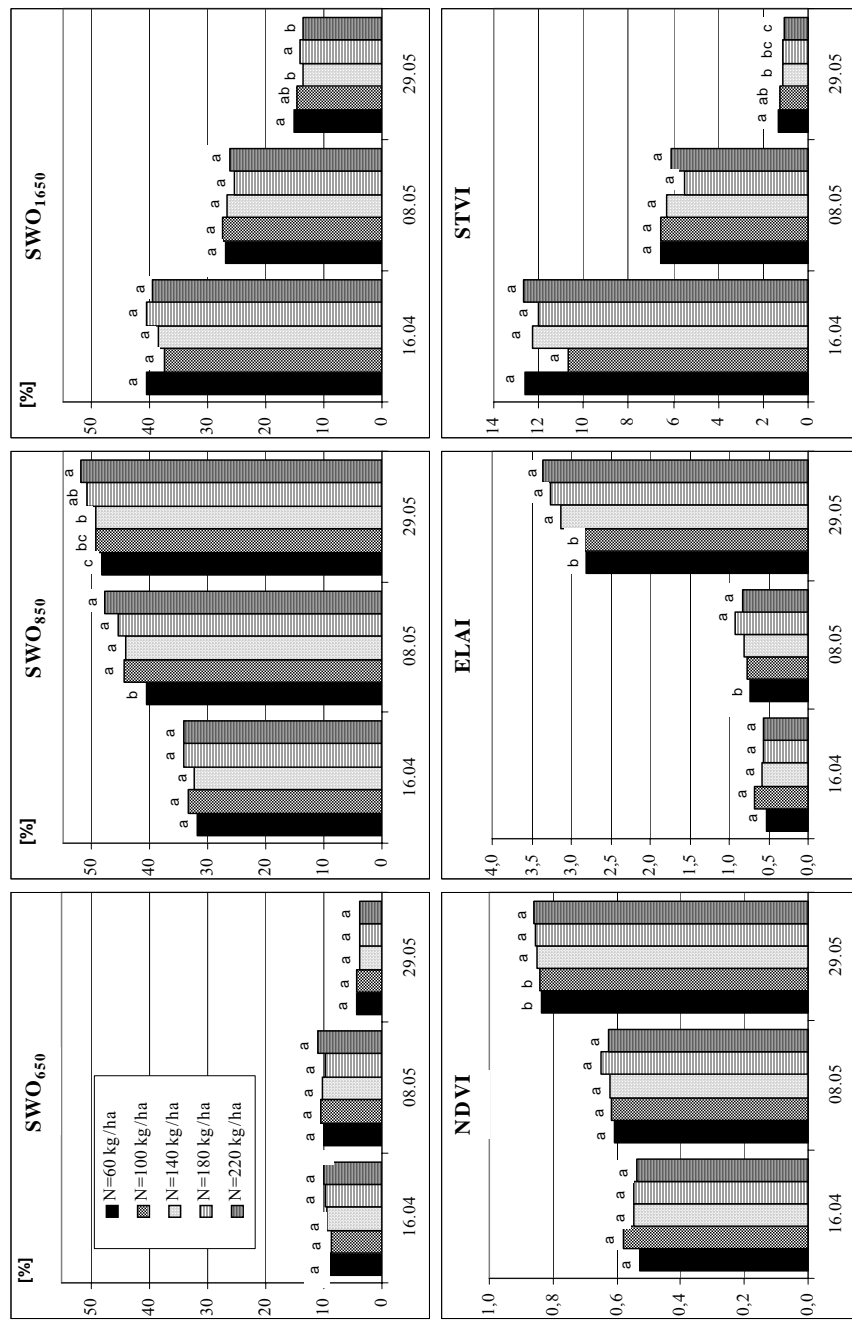 [%]
SWO650
50
40
30
20
10
0
N=60 kg/ha
N=100 kg/ha
N=140 kg/ha
N=180 kg/ha
N=220 kg/ha
a a a a a
a a a a a
a a a a a
16.04 08.05 29.05
[%]
SWO850
50
40
30
20
10
0
a a a a a
b a a a a
c bc b ab a
16.04 08.05 29.05
[%]
SWO1650
50
40
30
20
10
0
a a a a a
a a a a a
a ab b a b
16.04 08.05 29.05
NDVI
1,0
0,8
0,6
0,4
0,2
0,0
a a a a a
a a a a a
b b a a a
16.04 08.05 29.05
ELAI
4,0
3,5
3,0
2,5
2,0
1,5
1,0
0,5
0,0
a a a a a
b a a
b b a a a
16.04 08.05 29.05
STVI
14
12
10
8
6
4
2
0
a a a a a
a a a a a
a ab b bc c
16.04 08.05 29.05